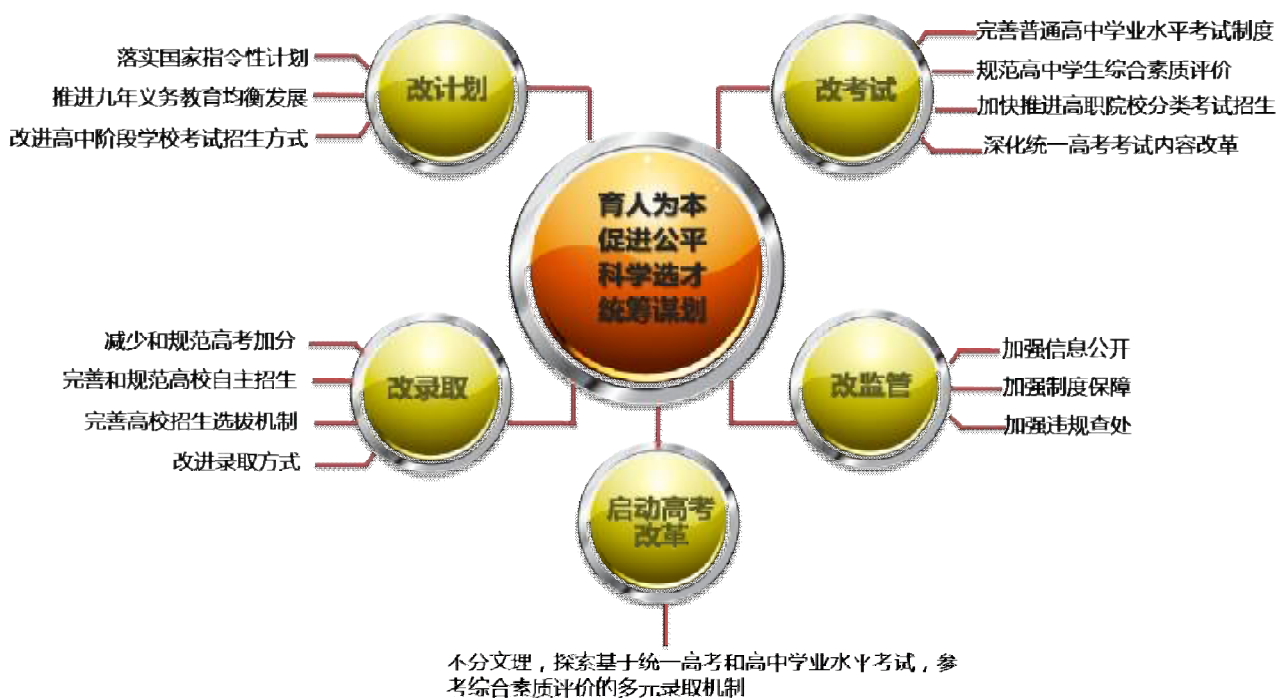 改计划
落实国家指令性计划
推进九年义务教育均衡发展
改进高中阶段学校考试招生方式
改考试
完善普通高中学业水平考试制度
规范高中学生综合素质评价
加快推进高职院校分类考试招生
深化统一高考考试内容改革
育人为本
促进公平
科学选才
统筹谋划
改录取
减少和规范高考加分
完善和规范高校自主招生
完善高校招生选拔机制
改进录取方式
改监管
加强信息公开
加强制度保障
加强违规查处
启动高考
改革
不分文理，探索基于统一高考和高中学业水平考试，参
考综合素质评价的多元录取机制